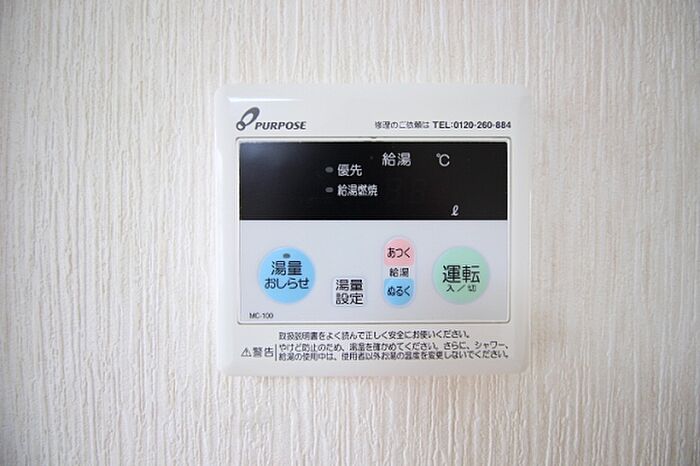 PURPOSE
修理のご依頼は TEL:0120-260-884
給湯 ℃
優先
給湯燃焼
ℓ
湯量
おしらせ
湯量
設定
あつく
給湯
ぬるく
運転
入/切
MC-100
取扱説明書をよく読んで正しく安全にお使いください。
⚠警告
やけど防止のため、湯温を確かめてください。さらに、シャワー、
給湯の使用中は、使用者以外お湯の温度を変更しないでください。